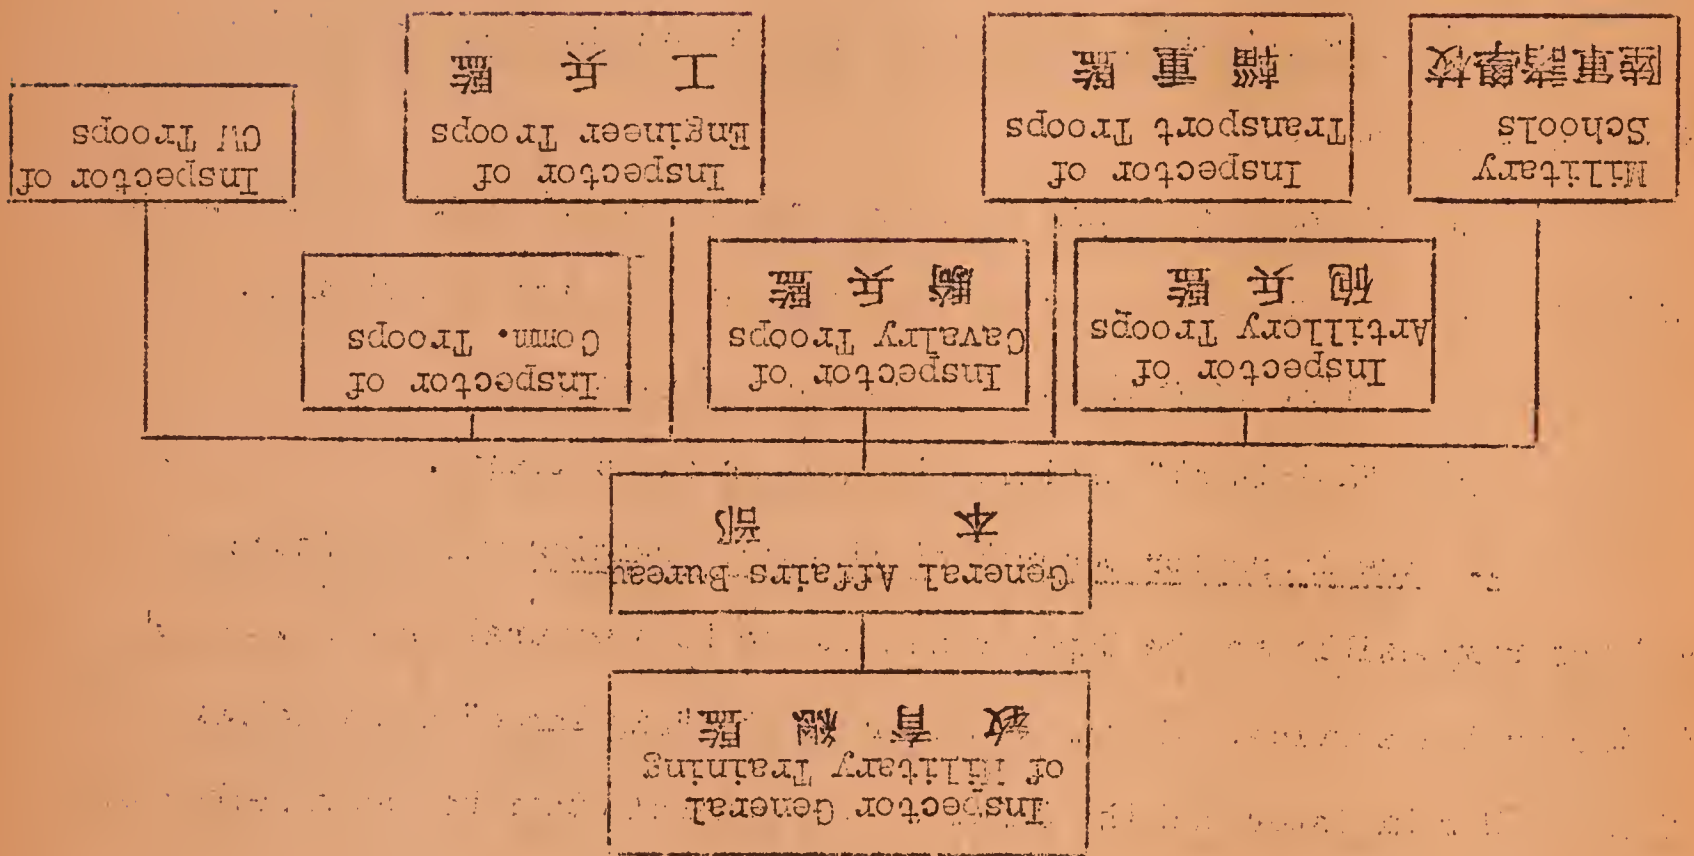 Inspector General
of Military Training
教育總監
General Affairs Bureau
本部
Inspector of
Artillery Troops
砲兵監
Inspector of
Cavalry Troops
騎兵監
Inspector of
Comm. Troops
Military
Schools
陸軍諸學校
Inspector of
Transport Troops
輜重監
Inspector of
Engineer Troops
工兵監
Inspector of
CW Troops